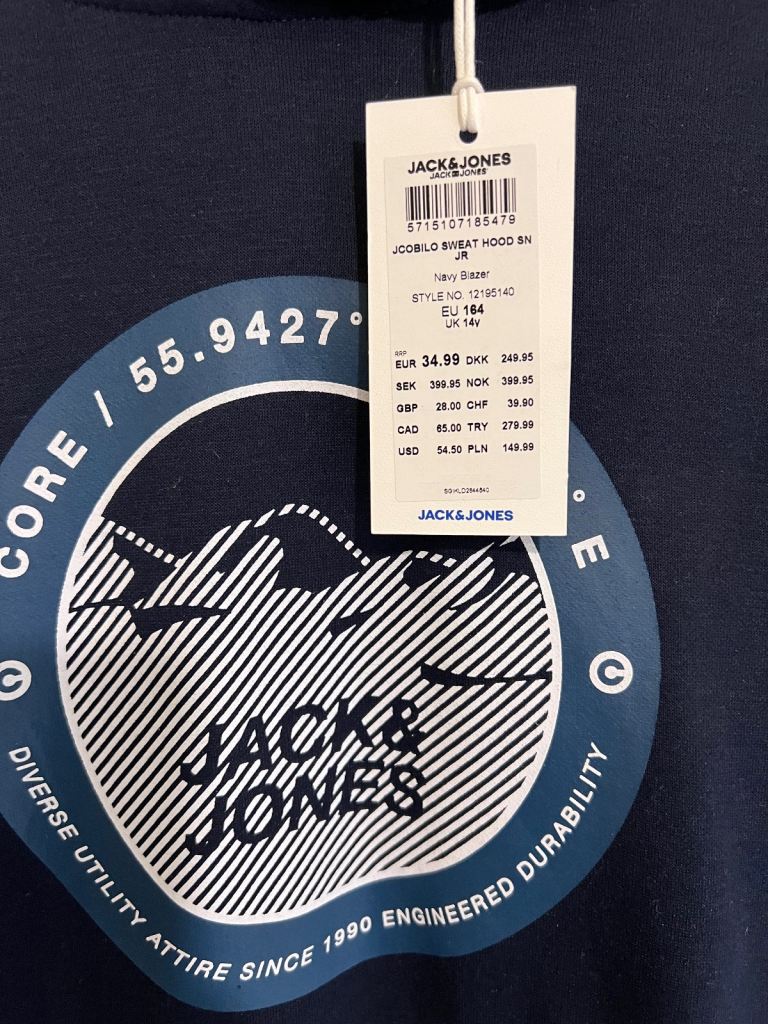 JACK&JONES
JACK&JONES
5715107185479
JCOBILO SWEAT HOOD SN
JR
Navy Blazer
STYLE NO. 12195140
EU 164
UK 14y
RRP
EUR 34.99 DKK 249.95
SEK 399.95 NOK 399.95
GBP 28.00 CHF 39.90
CAD 65.00 TRY 279.99
USD 54.50 PLN 149.99
JACK&JONES
CORE / 55.9427°
°E
©
©
JACK&
JONES
DIVERSE UTILITY ATTIRE SINCE 1990 ENGINEERED DURABILITY